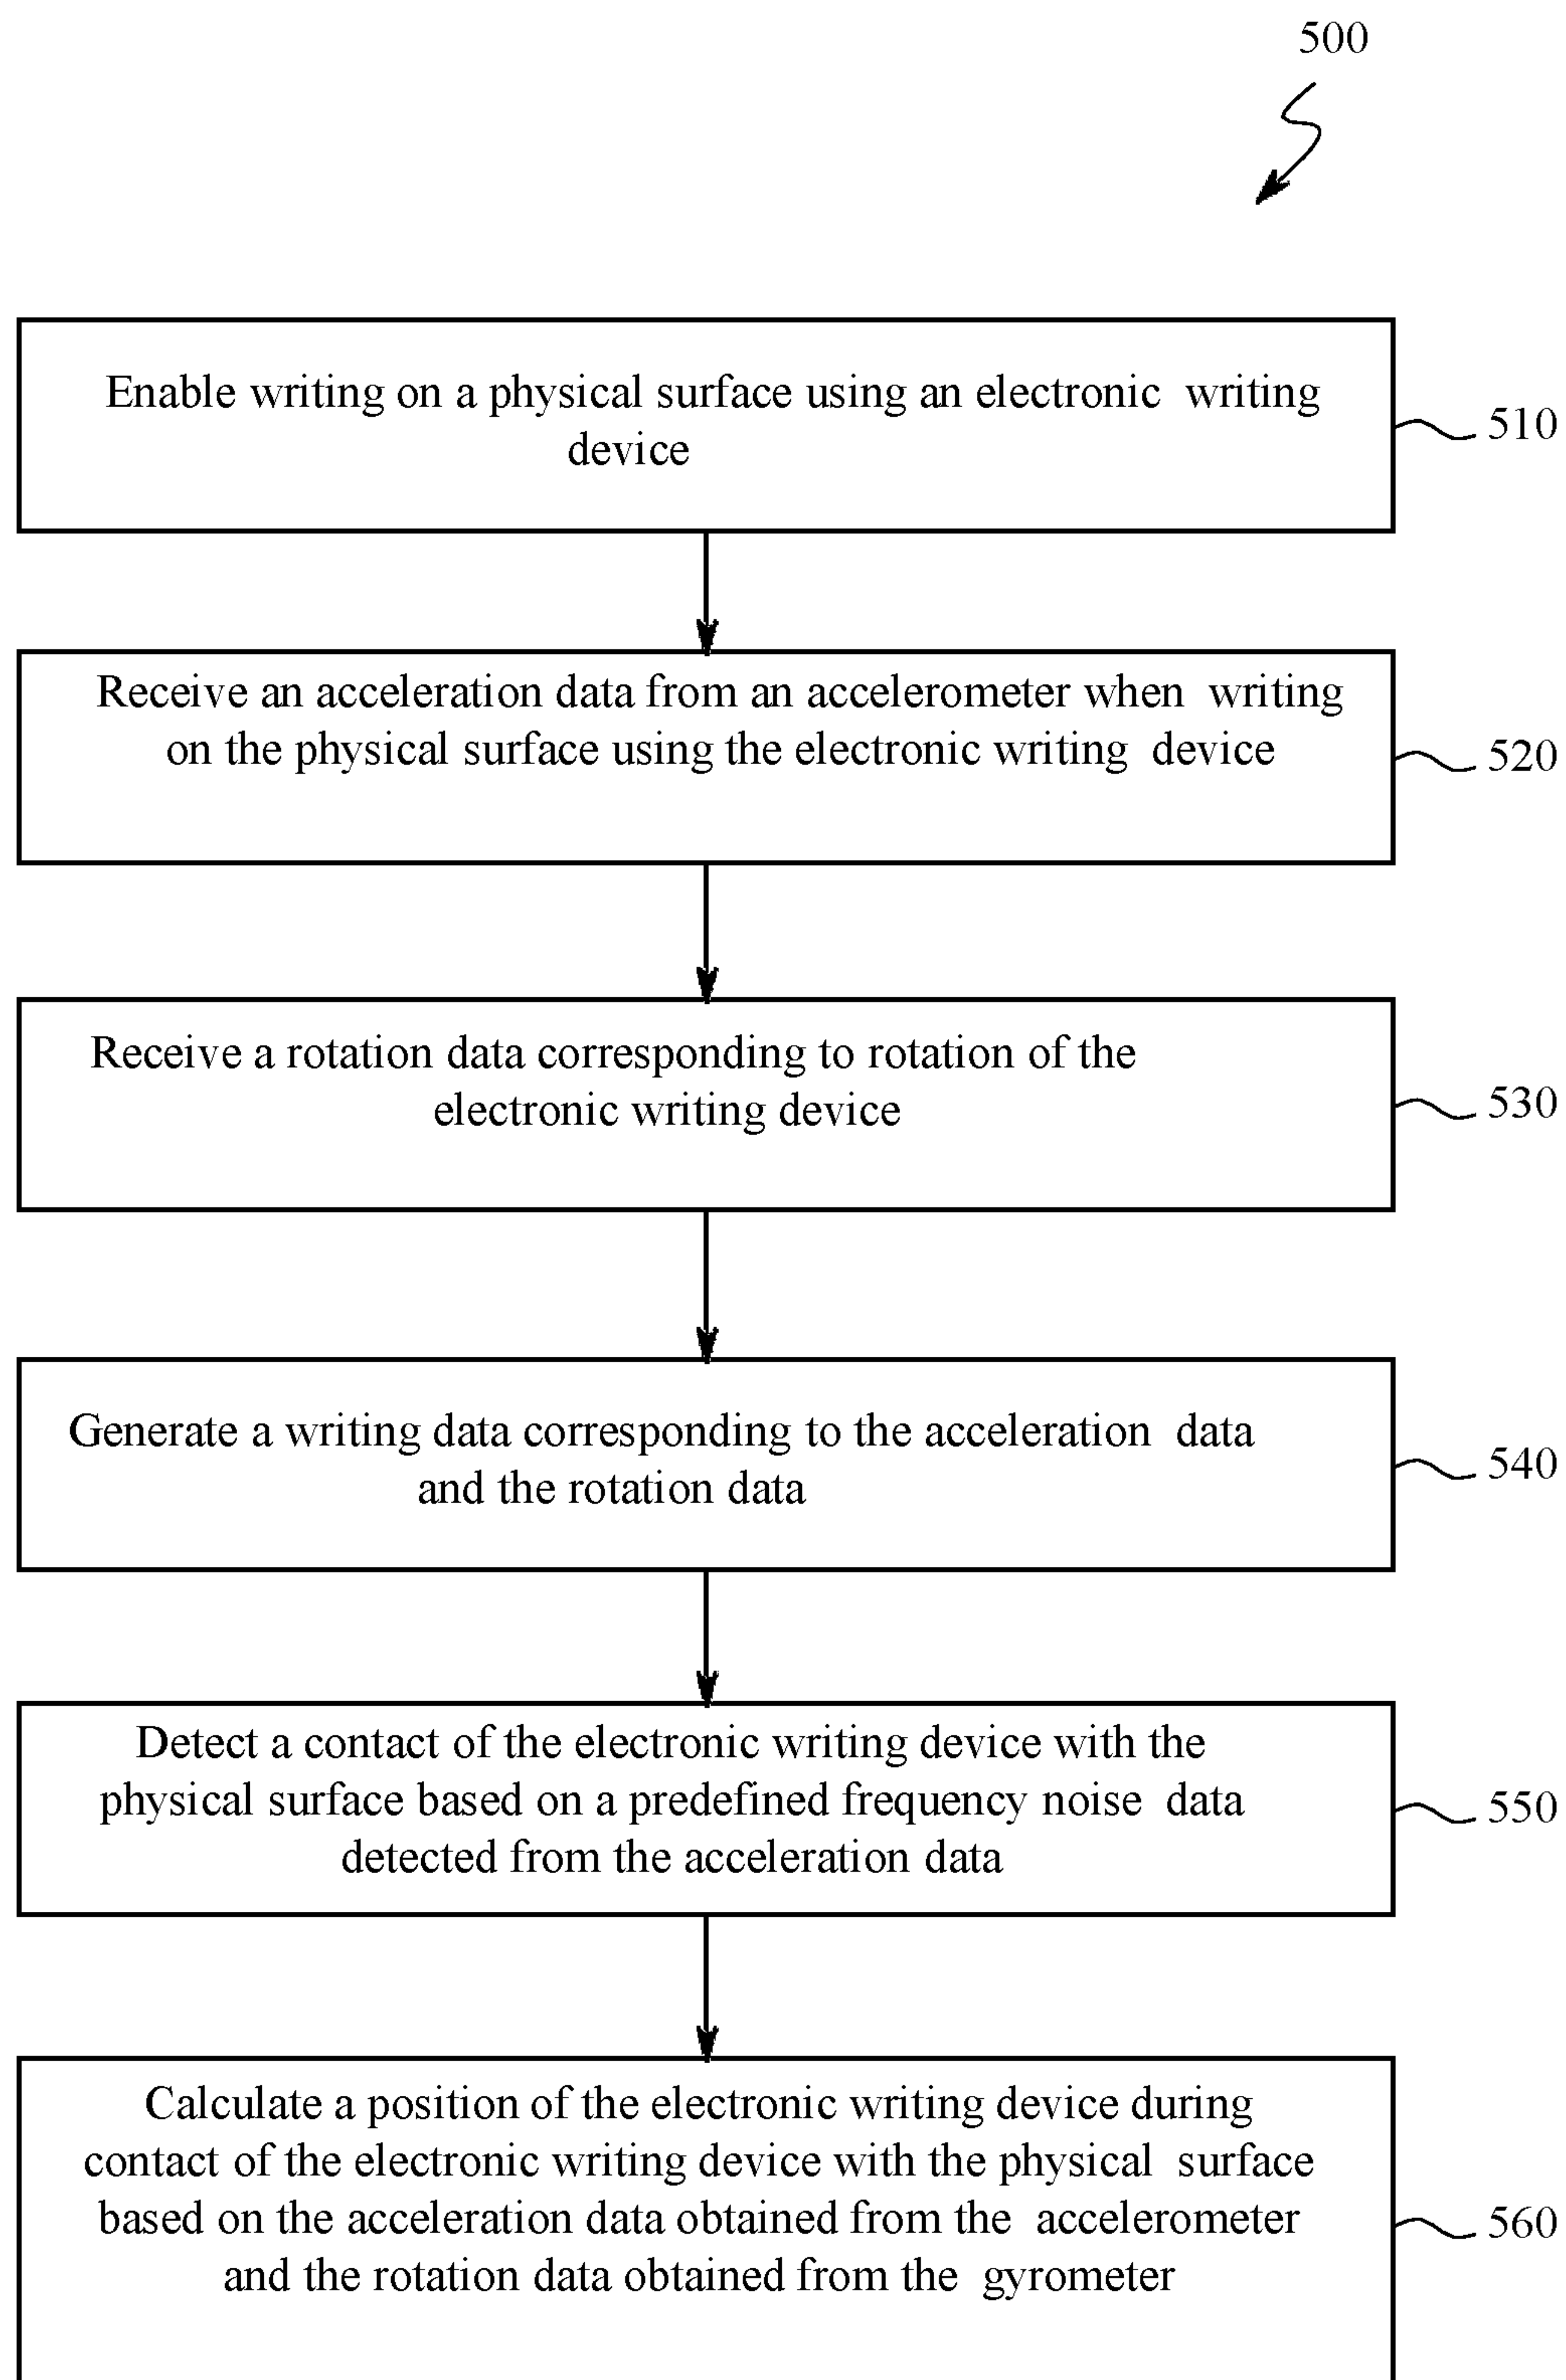 500
Enable writing on a physical surface using an electronic writing
device
510
Receive an acceleration data from an accelerometer when writing
on the physical surface using the electronic writing device
520
Receive a rotation data corresponding to rotation of the
electronic writing device
530
Generate a writing data corresponding to the acceleration data
and the rotation data
540
Detect a contact of the electronic writing device with the
physical surface based on a predefined frequency noise data
detected from the acceleration data
550
Calculate a position of the electronic writing device during
contact of the electronic writing device with the physical surface
based on the acceleration data obtained from the accelerometer
and the rotation data obtained from the gyrometer
560